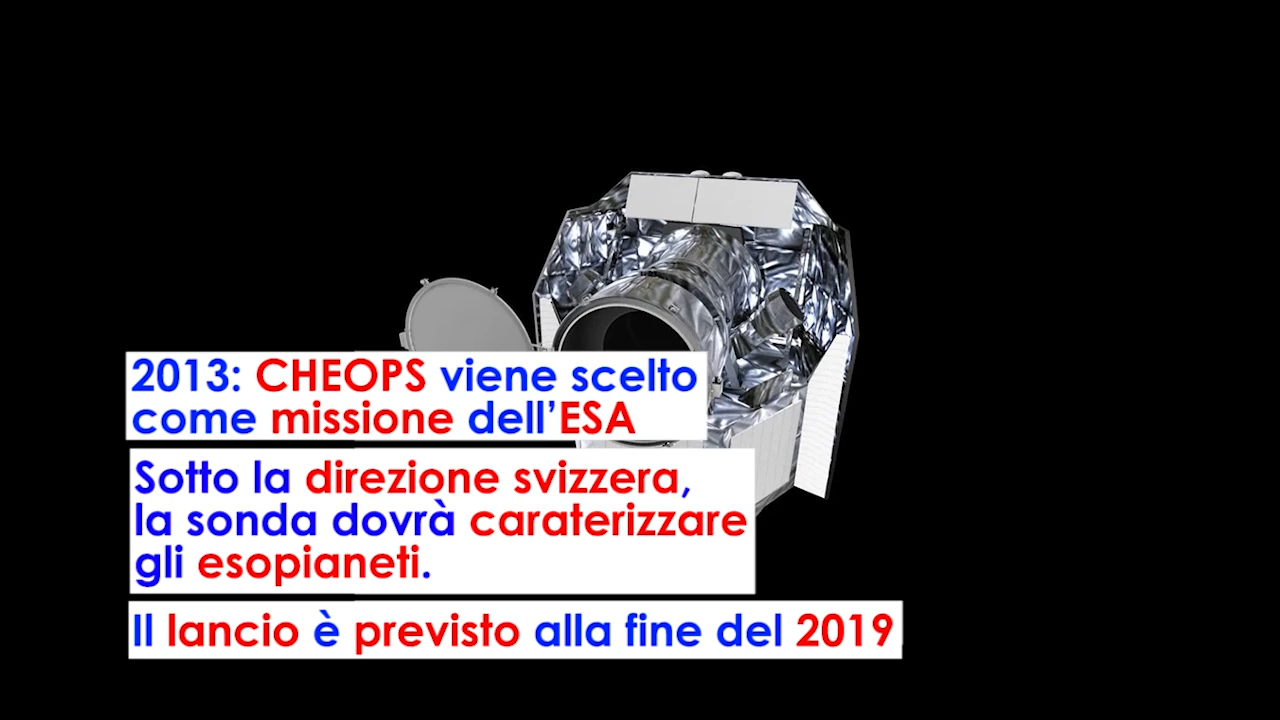 2013: CHEOPS viene scelto
come missione dell’ESA
Sotto la direzione svizzera,
la sonda dovrà caraterizzare
gli esopianeti.
Il lancio è previsto alla fine del 2019